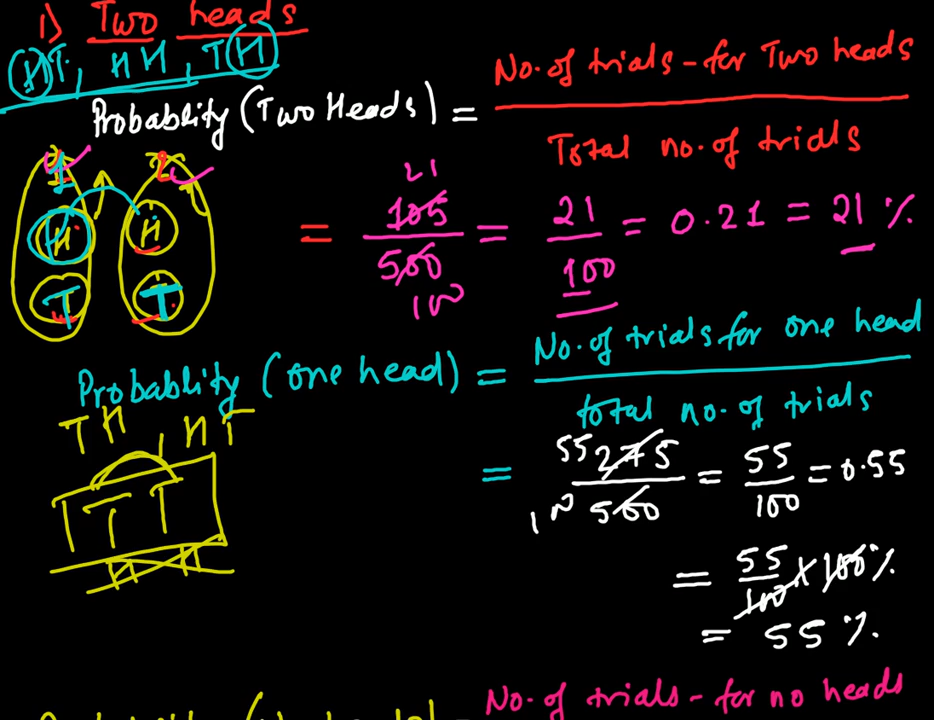 1) Two heads
HT, HH, TH
Probablity (Two Heads) = No. of trials - for Two heads
Total no. of trials
1 2
H H
T T
= 105 21 / 500 100 = 21 / 100 = 0.21 = 21 %
Probablity (one head) = No. of trials for one head
total no. of trials
T H , H T
T T T
H H
= 55 275 / 100 500 = 55 / 100 = 0.55
= 55 / 100 x 100 %
= 55 %.
No. of trials - for no heads